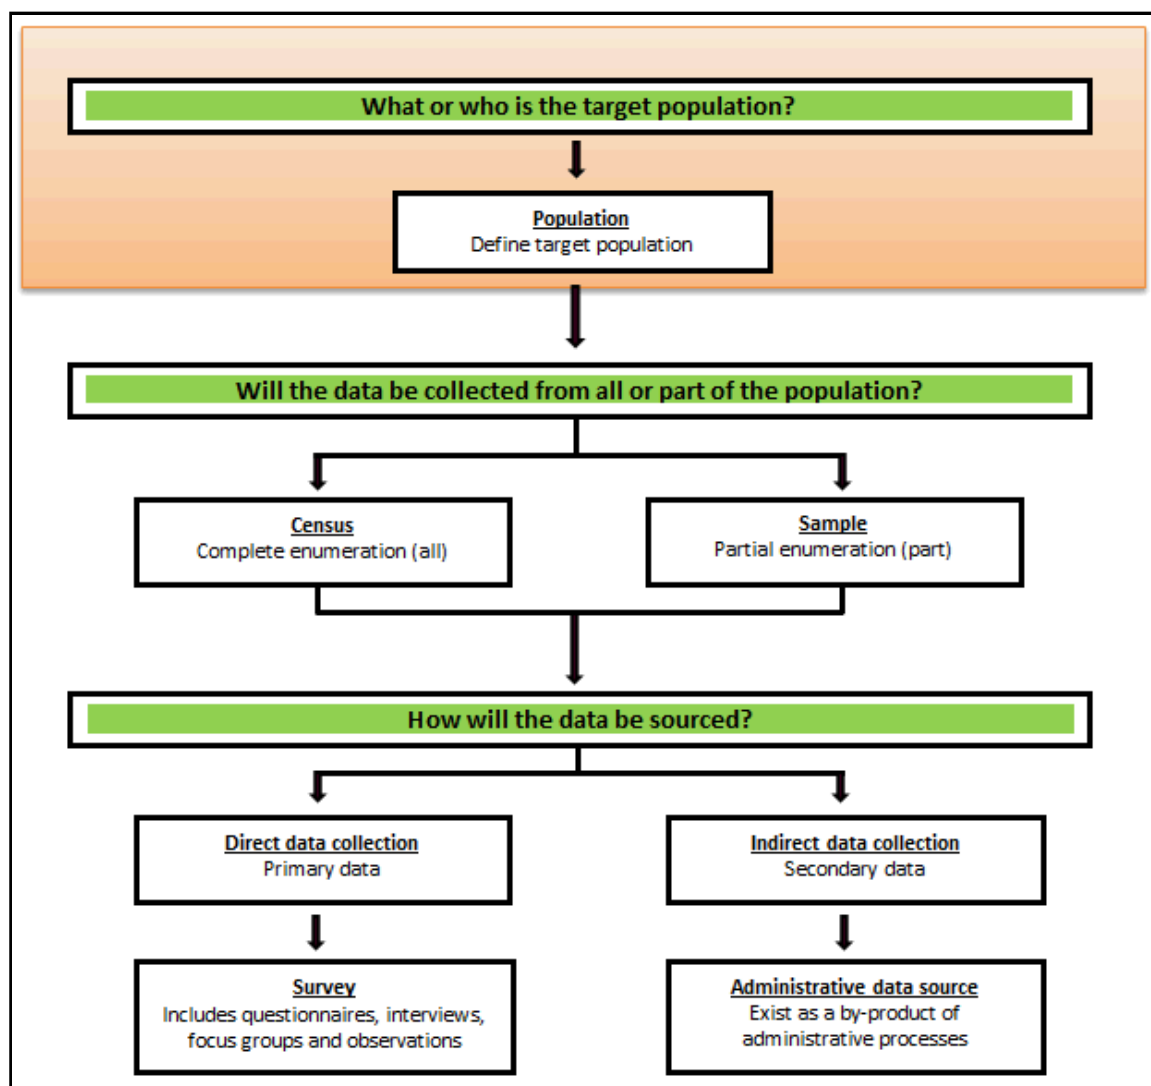 What or who is the target population?
Population
Define target population
Will the data be collected from all or part of the population?
Census
Complete enumeration (all)
Sample
Partial enumeration (part)
How will the data be sourced?
Direct data collection
Primary data
Indirect data collection
Secondary data
Survey
Includes questionnaires, interviews,
focus groups and observations
Administrative data source
Exist as a by-product of
administrative processes